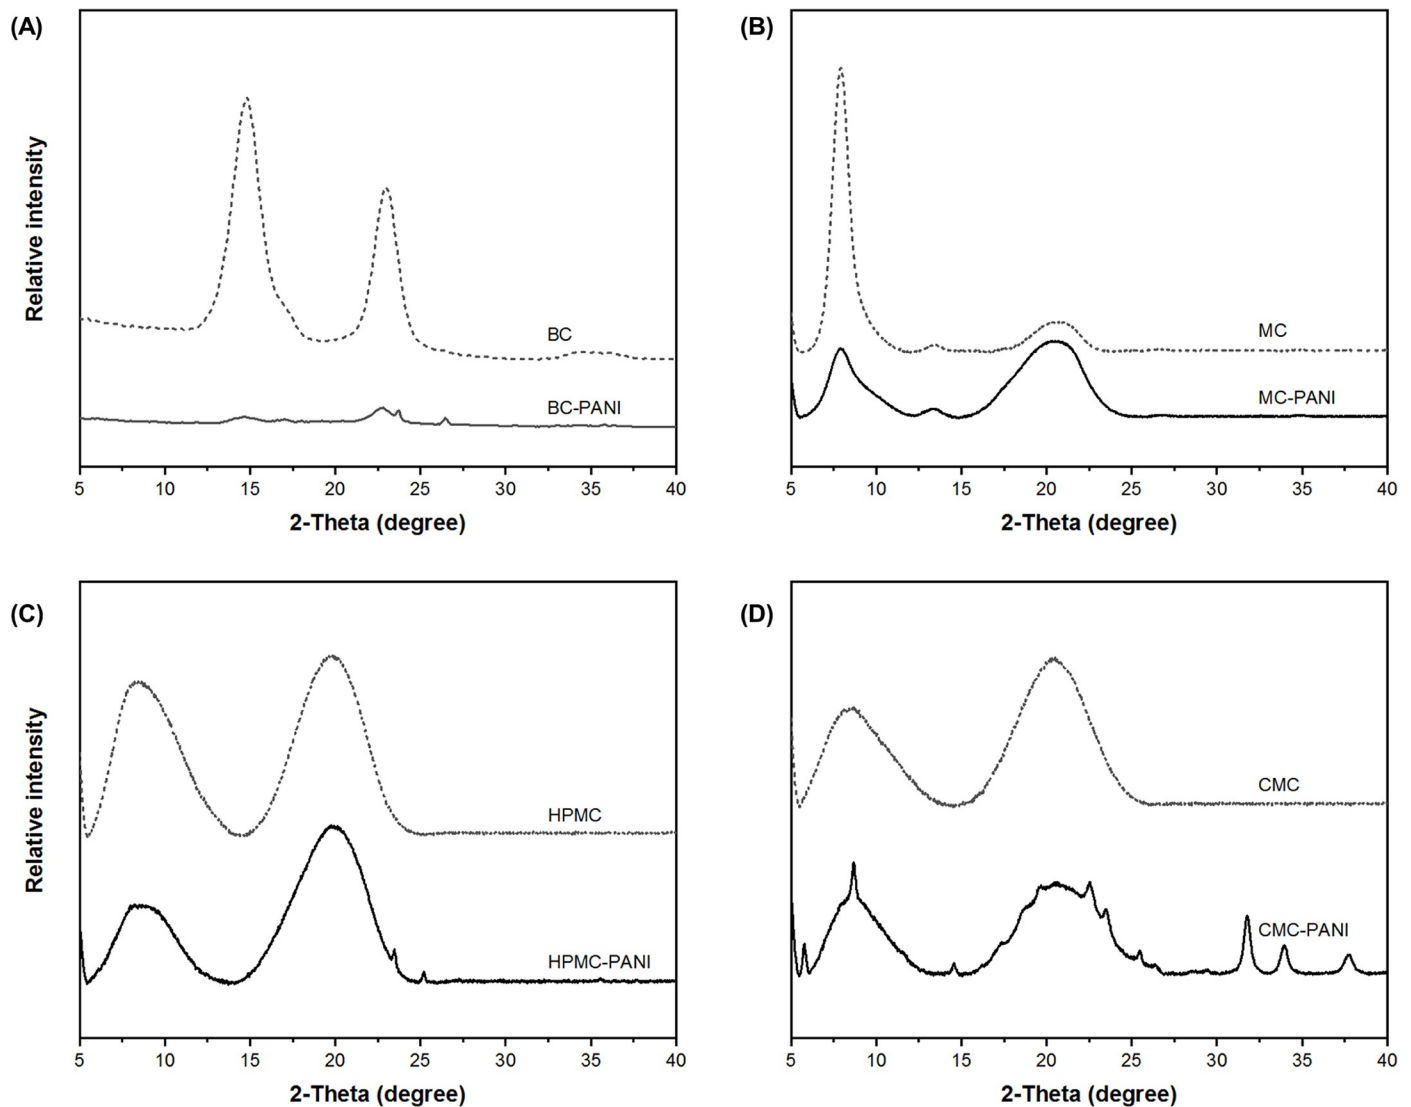 (A)
Relative intensity
BC
BC-PANI
5 10 15 20 25 30 35 40
2-Theta (degree)
(B)
MC
MC-PANI
5 10 15 20 25 30 35 40
2-Theta (degree)
(C)
Relative intensity
HPMC
HPMC-PANI
5 10 15 20 25 30 35 40
2-Theta (degree)
(D)
CMC
CMC-PANI
5 10 15 20 25 30 35 40
2-Theta (degree)